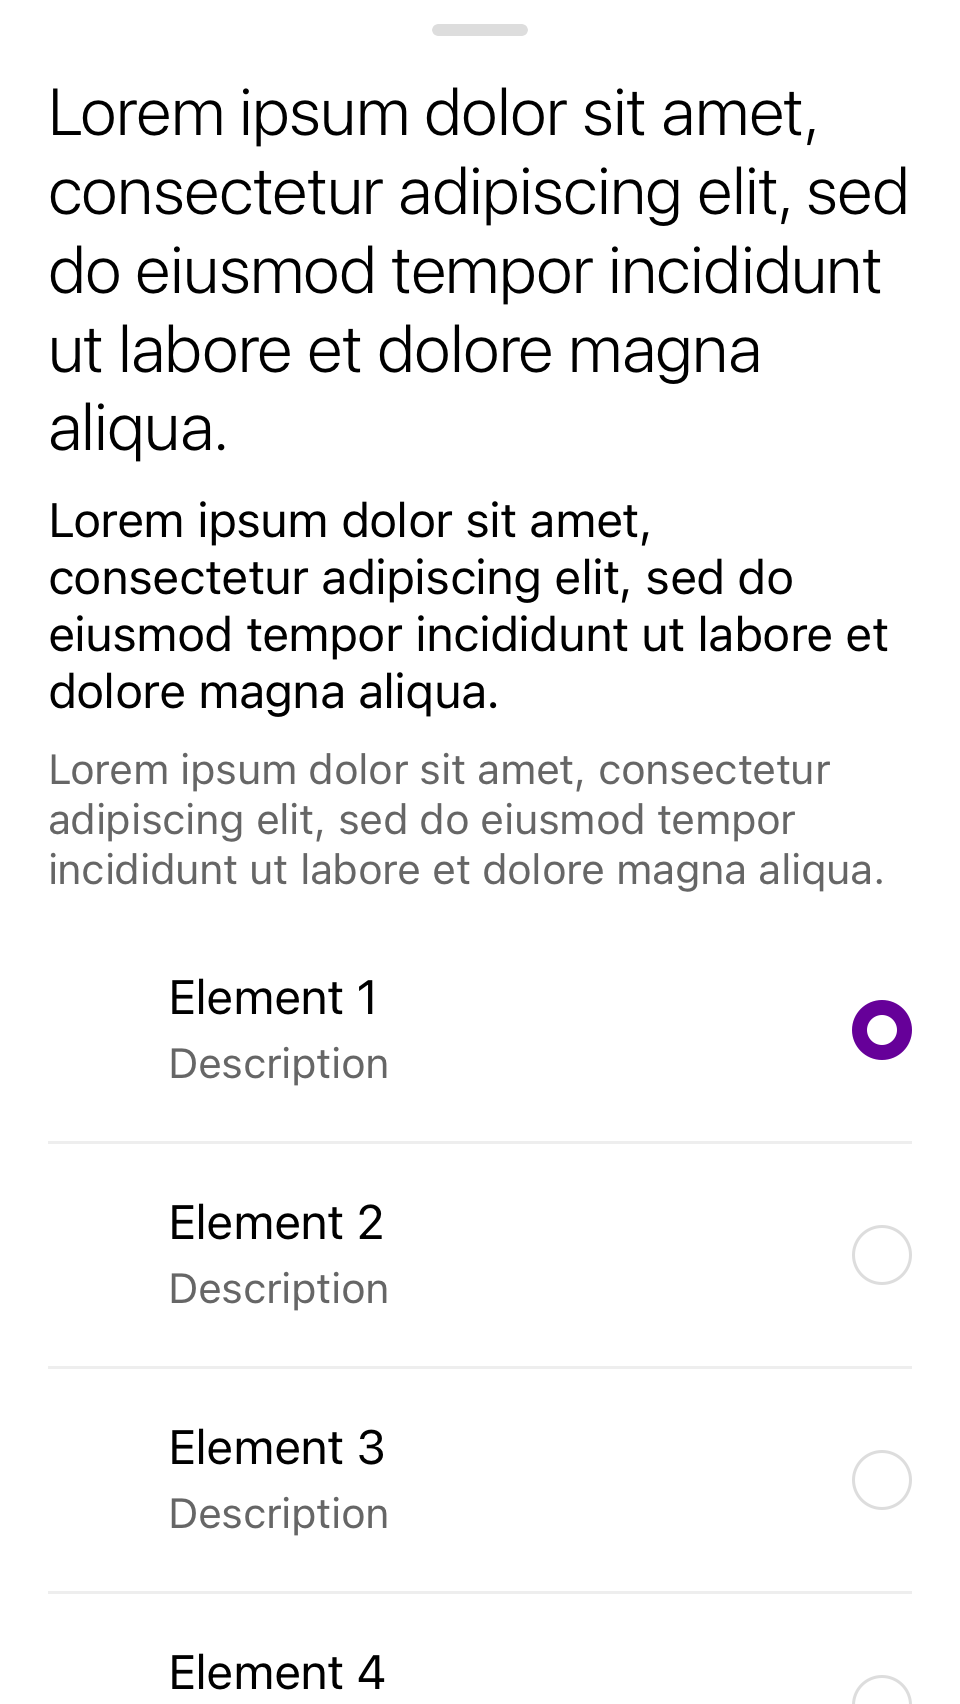 Lorem ipsum dolor sit amet,
consectetur adipiscing elit, sed
do eiusmod tempor incididunt
ut labore et dolore magna
aliqua.
Lorem ipsum dolor sit amet,
consectetur adipiscing elit, sed do
eiusmod tempor incididunt ut labore et
dolore magna aliqua.
Lorem ipsum dolor sit amet, consectetur
adipiscing elit, sed do eiusmod tempor
incididunt ut labore et dolore magna aliqua.
Element 1
Description
Element 2
Description
Element 3
Description
Element 4